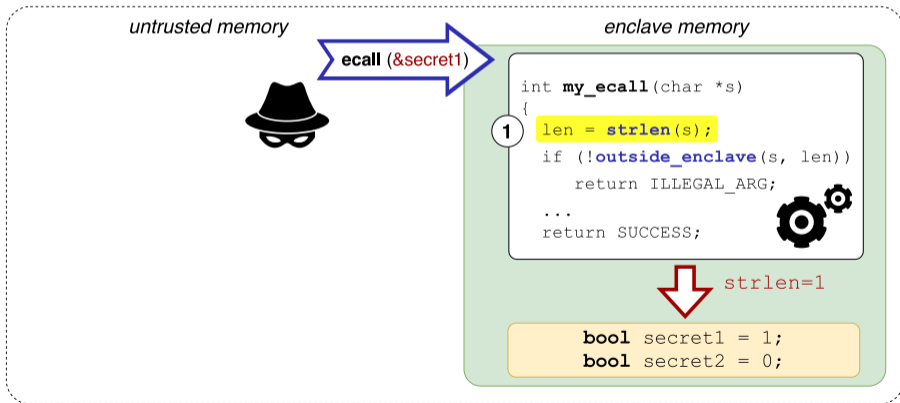 untrusted memory
enclave memory
ecall (&secret1)
int my_ecall(char *s)
{
1
len = strlen(s);
if (!outside_enclave(s, len))
return ILLEGAL_ARG;
...
return SUCCESS;
strlen=1
bool secret1 = 1;
bool secret2 = 0;